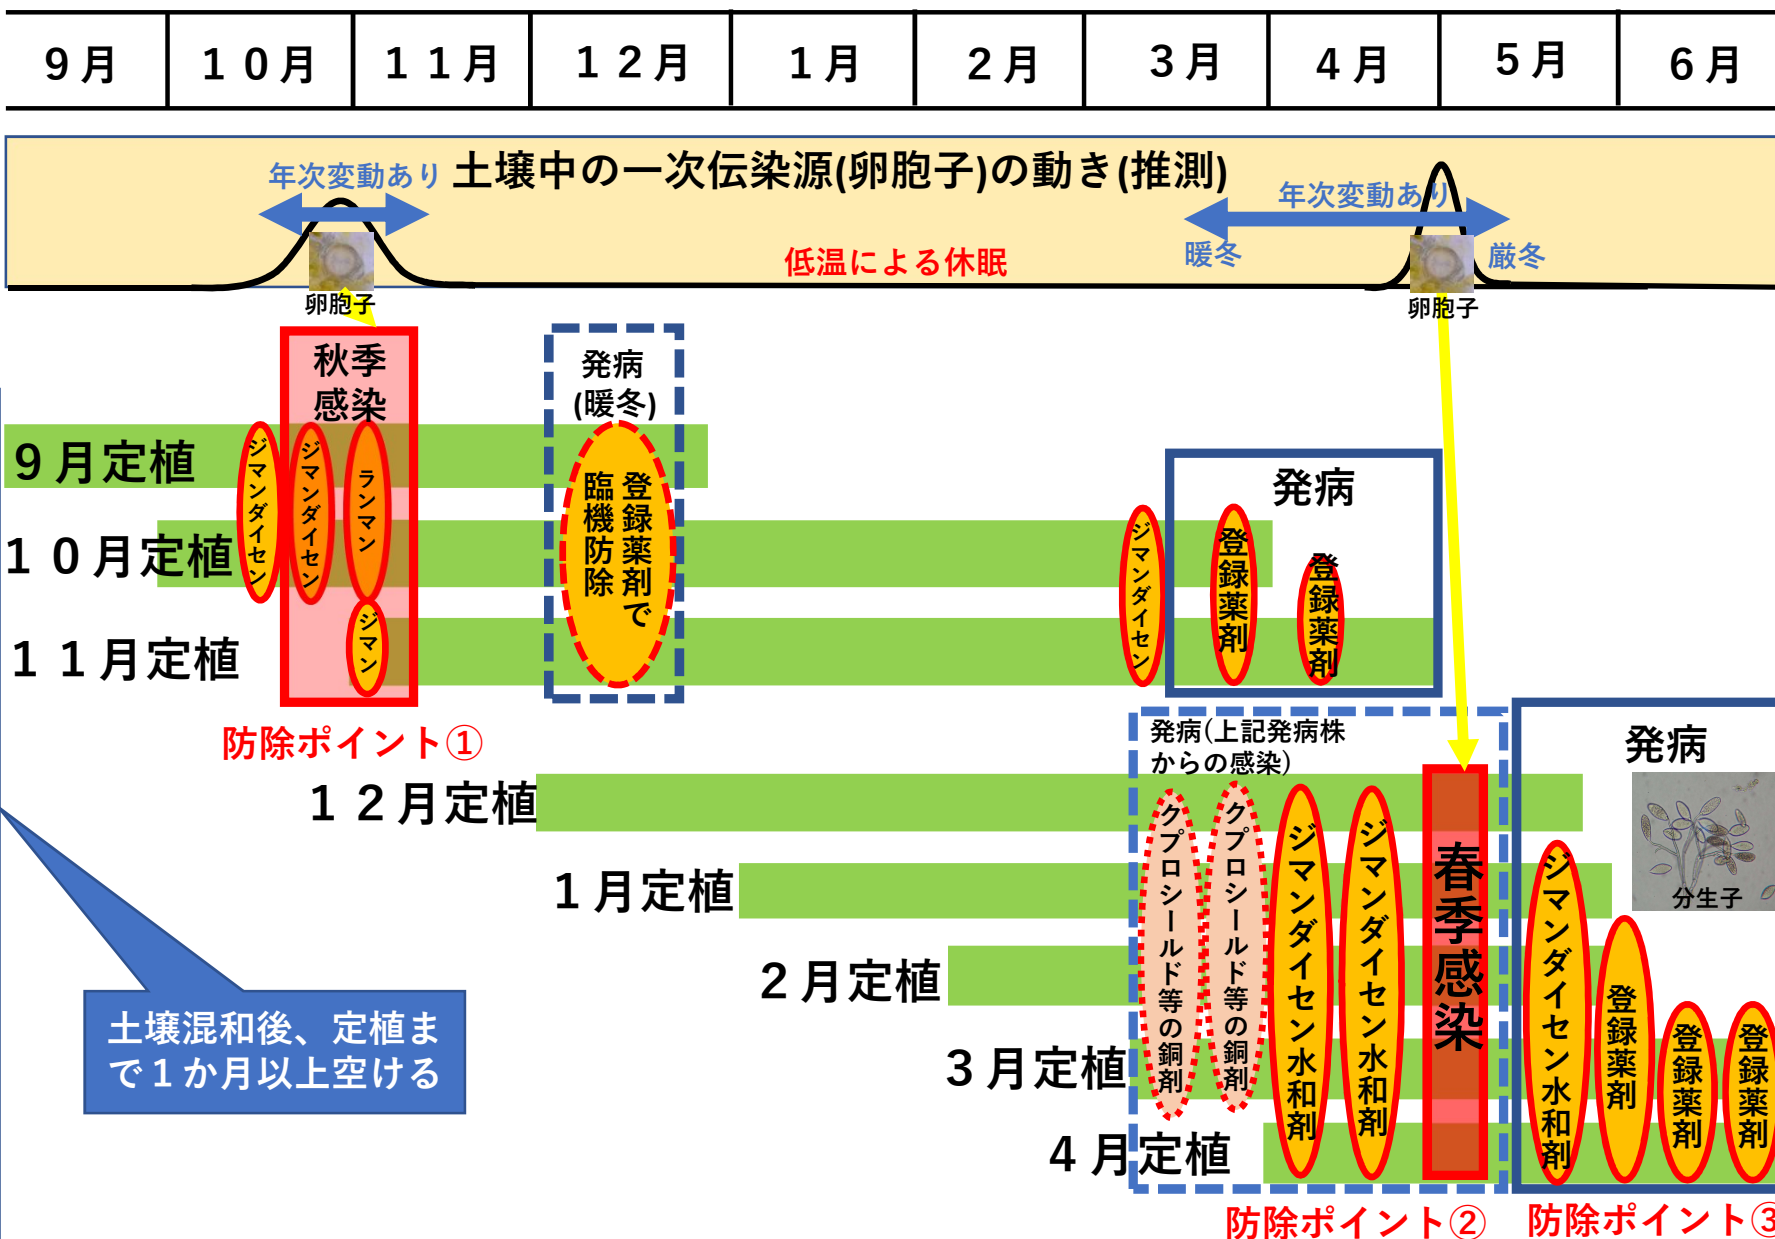 9月
10月
11月
12月
1月
2月
3月
4月
5月
6月
土壌中の一次伝染源(卵胞子)の動き(推測)
年次変動あり
年次変動あり
暖冬
厳冬
低温による休眠
卵胞子
卵胞子
秋季
感染
発病
(暖冬)
9月定植
ジマンダイセン
ジマンダイセン
ランマン
登録薬剤で
臨機防除
発病
10月定植
ジマンダイセン
登録薬剤
登録薬剤
11月定植
ジマン
防除ポイント①
発病(上記発病株
からの感染)
発病
分生子
12月定植
1月定植
2月定植
3月定植
4月定植
クプロシールド等の銅剤
クプロシールド等の銅剤
ジマンダイセン水和剤
ジマンダイセン水和剤
春季感染
ジマンダイセン水和剤
登録薬剤
登録薬剤
登録薬剤
土壌混和後、定植ま
で1か月以上空ける
防除ポイント②
防除ポイント③